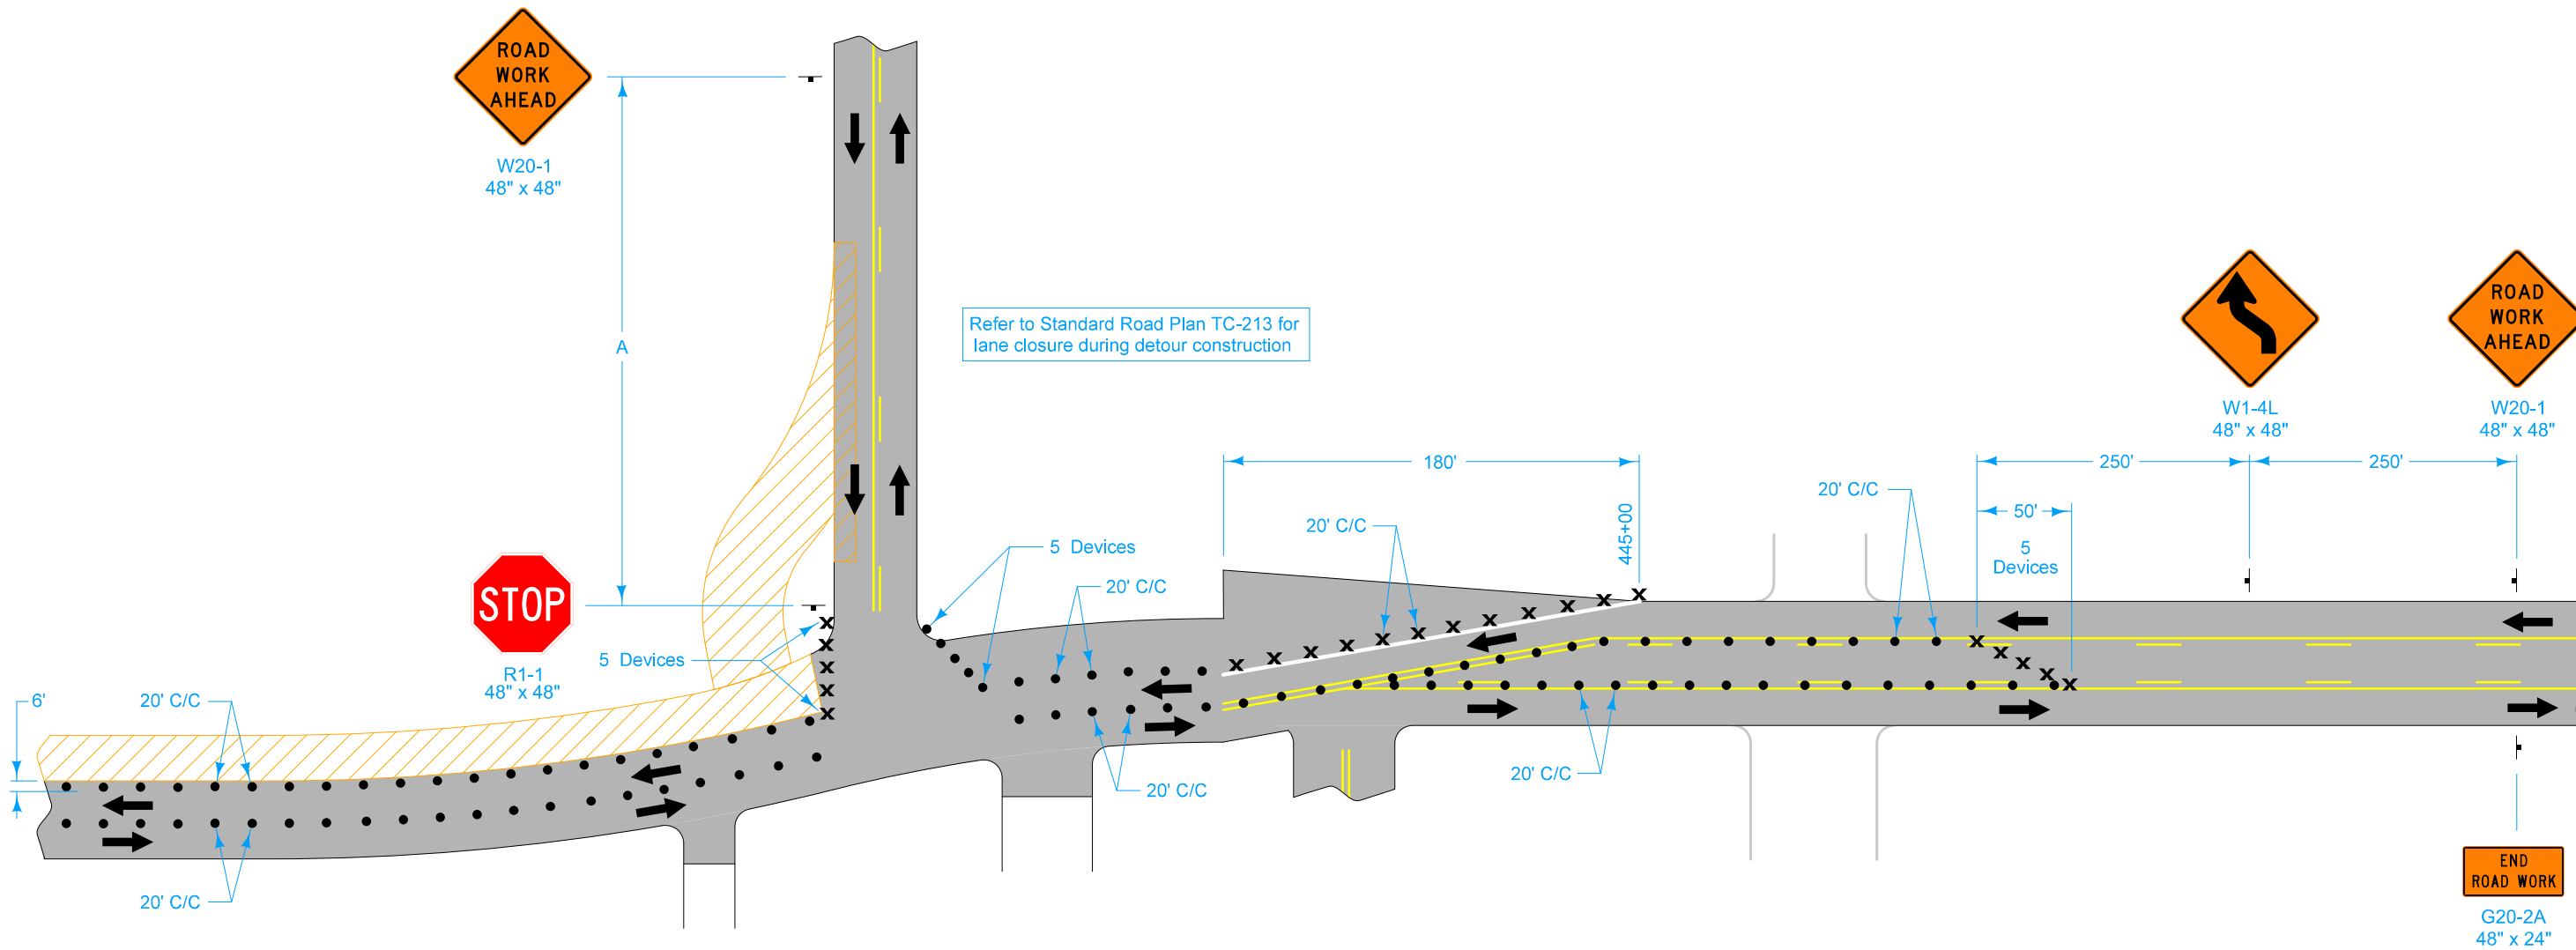 ROAD
WORK
AHEAD
W20-1
48" x 48"
A
Refer to Standard Road Plan TC-213 for
lane closure during detour construction
ROAD
WORK
AHEAD
W1-4L
48" x 48"
W20-1
48" x 48"
180'
250'
250'
20' C/C
20' C/C
445+00
50'
5
Devices
5 Devices
20' C/C
STOP
R1-1
48" x 48"
5 Devices
6'
20' C/C
20' C/C
20' C/C
20' C/C
END
ROAD WORK
G20-2A
48" x 24"